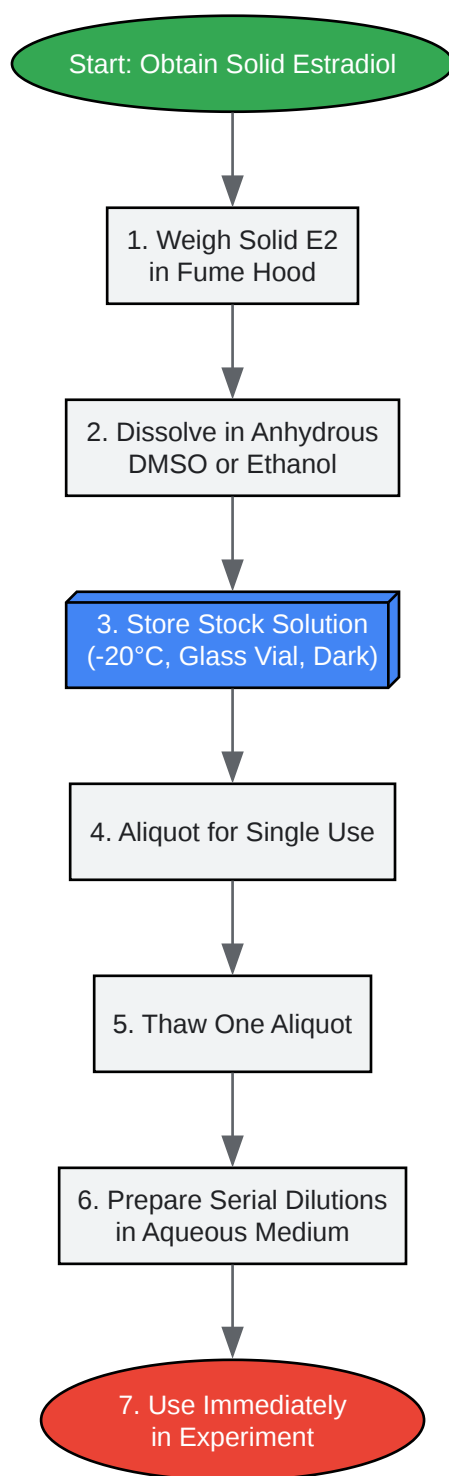 Start: Obtain Solid Estradiol
1. Weigh Solid E2
in Fume Hood
2. Dissolve in Anhydrous
DMSO or Ethanol
3. Store Stock Solution
(-20°C, Glass Vial, Dark)
4. Aliquot for Single Use
5. Thaw One Aliquot
6. Prepare Serial Dilutions
in Aqueous Medium
7. Use Immediately
in Experiment